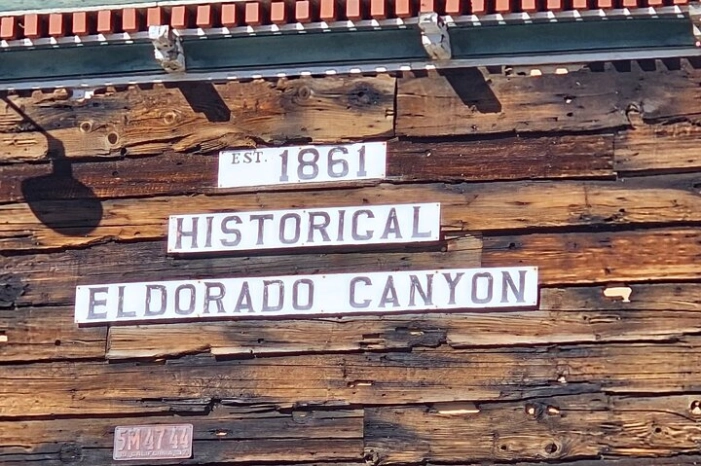 EST. 1861
HISTORICAL
ELDORADO CANYON
5M 47 44